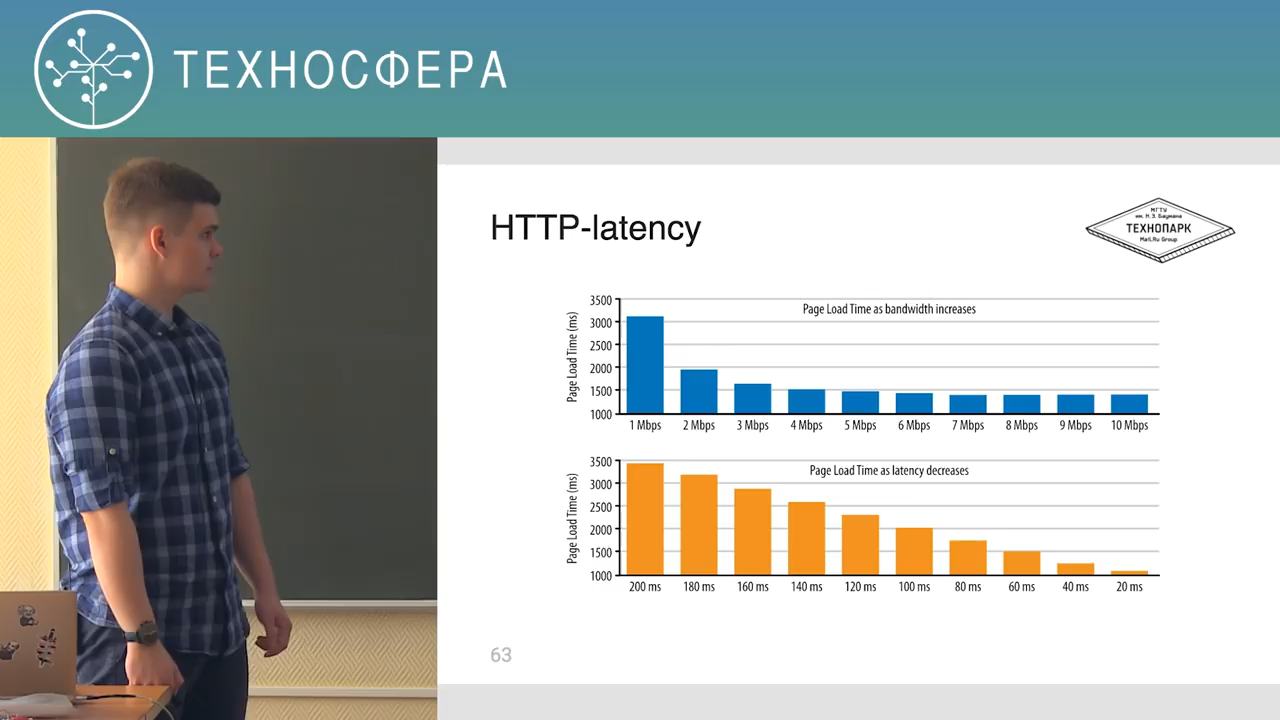 ТЕХНОСФЕРА
HTTP-latency
МГТУ
им. Н.Э. Баумана
ТЕХНОПАРК
Mail.Ru Group
Page Load Time as bandwidth increases
Page Load Time (ms)
3500
3000
2500
2000
1500
1000
1 Mbps 2 Mbps 3 Mbps 4 Mbps 5 Mbps 6 Mbps 7 Mbps 8 Mbps 9 Mbps 10 Mbps
Page Load Time as latency decreases
Page Load Time (ms)
3500
3000
2500
2000
1500
1000
200 ms 180 ms 160 ms 140 ms 120 ms 100 ms 80 ms 60 ms 40 ms 20 ms
63